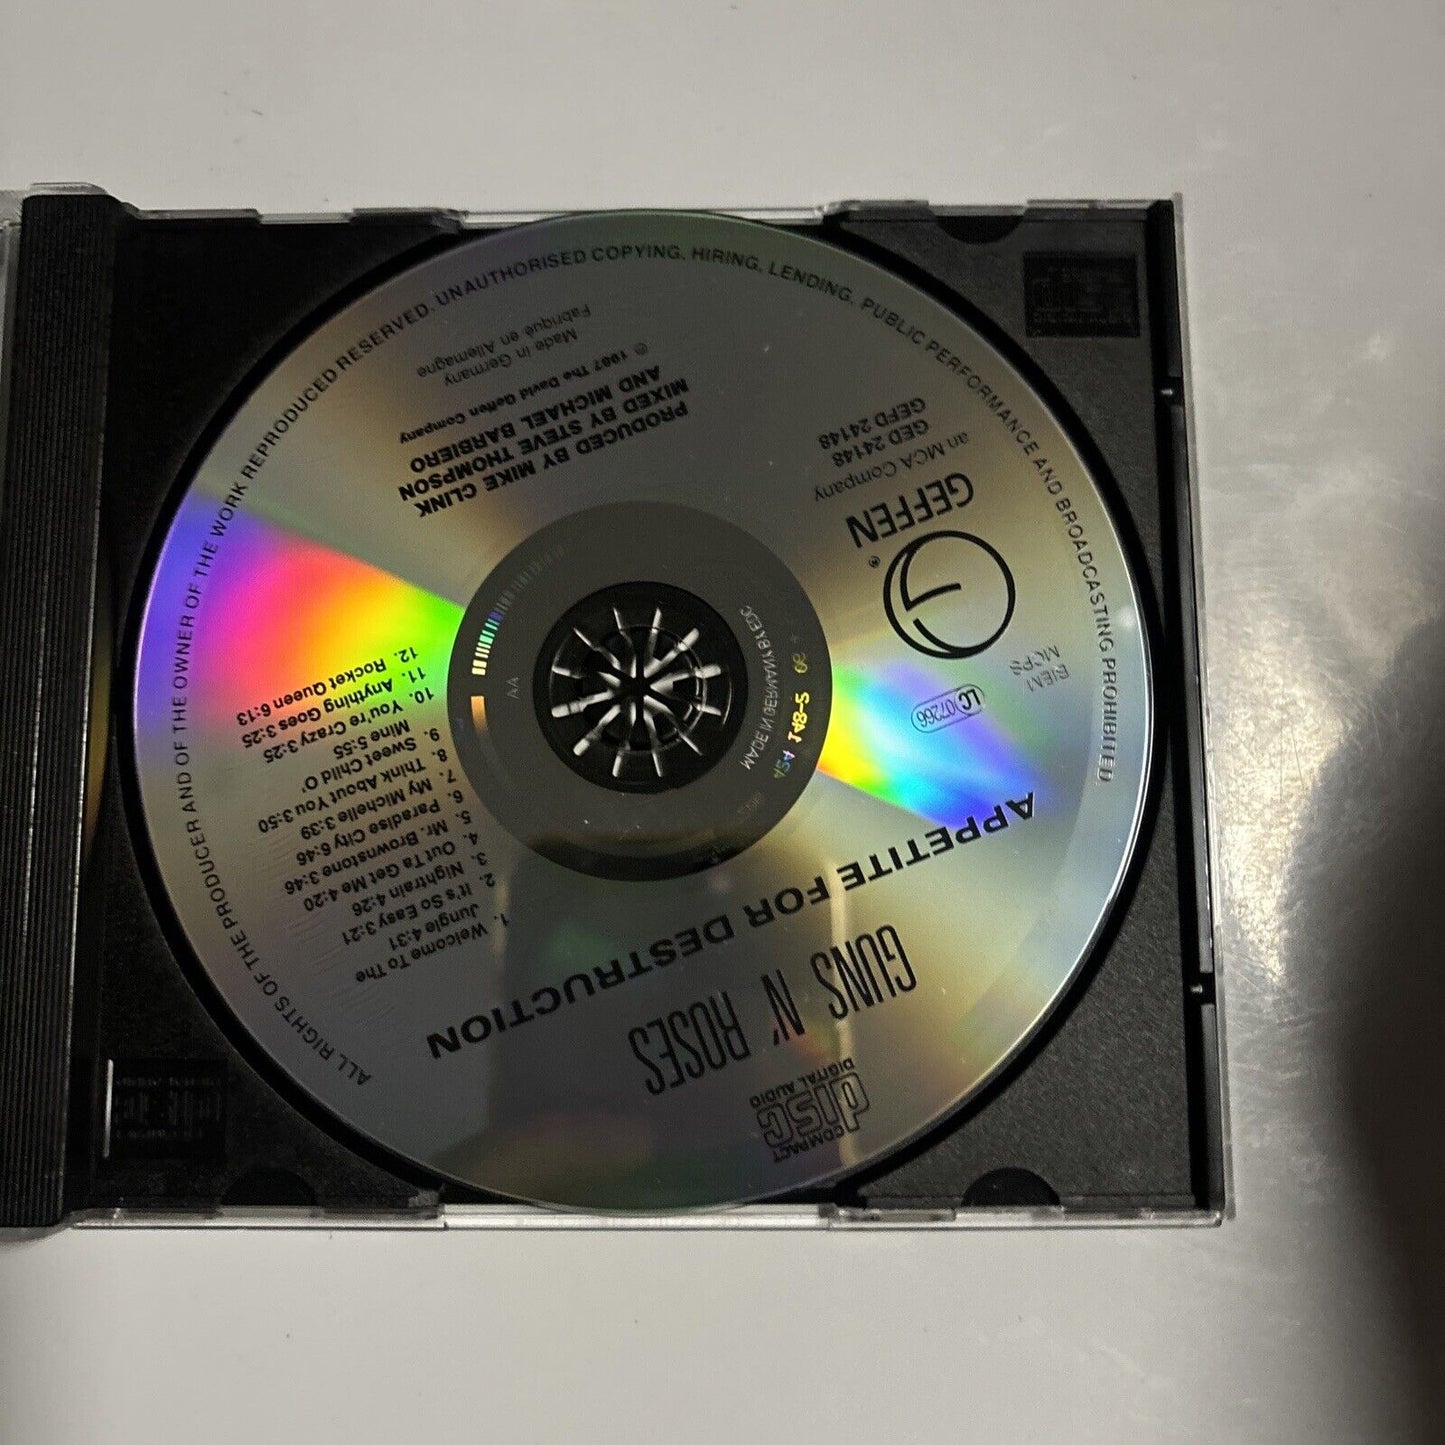 COMPACT
disc
DIGITAL AUDIO
GUNS N' ROSES
APPETITE FOR DESTRUCTION
1. Welcome To The
Jungle 4:31
2. It's So Easy 3:21
3. Nightrain 4:26
4. Out Ta Get Me 4:20
5. Mr. Brownstone 3:46
6. Paradise City 6:46
7. My Michelle 3:39
8. Think About You 3:50
9. Sweet Child O'
Mine 5:55
10. You're Crazy 3:25
11. Anything Goes 3:25
12. Rocket Queen 6:13
BIEM
MCPS
LC 07266
GEFFEN
®
an MCA Company
GED 24148
GEFD 24148
PRODUCED BY MIKE CLINK
MIXED BY STEVE THOMPSON
AND MICHAEL BARBIERO
℗ 1987 The David Geffen Company
Made in Germany
Fabriqué en Allemagne
ALL RIGHTS OF THE PRODUCER AND OF THE OWNER OF THE WORK REPRODUCED RESERVED. UNAUTHORISED COPYING, HIRING, LENDING, PUBLIC PERFORMANCE AND BROADCASTING PROHIBITED.
MADE IN GERMANY BY EDC
AA